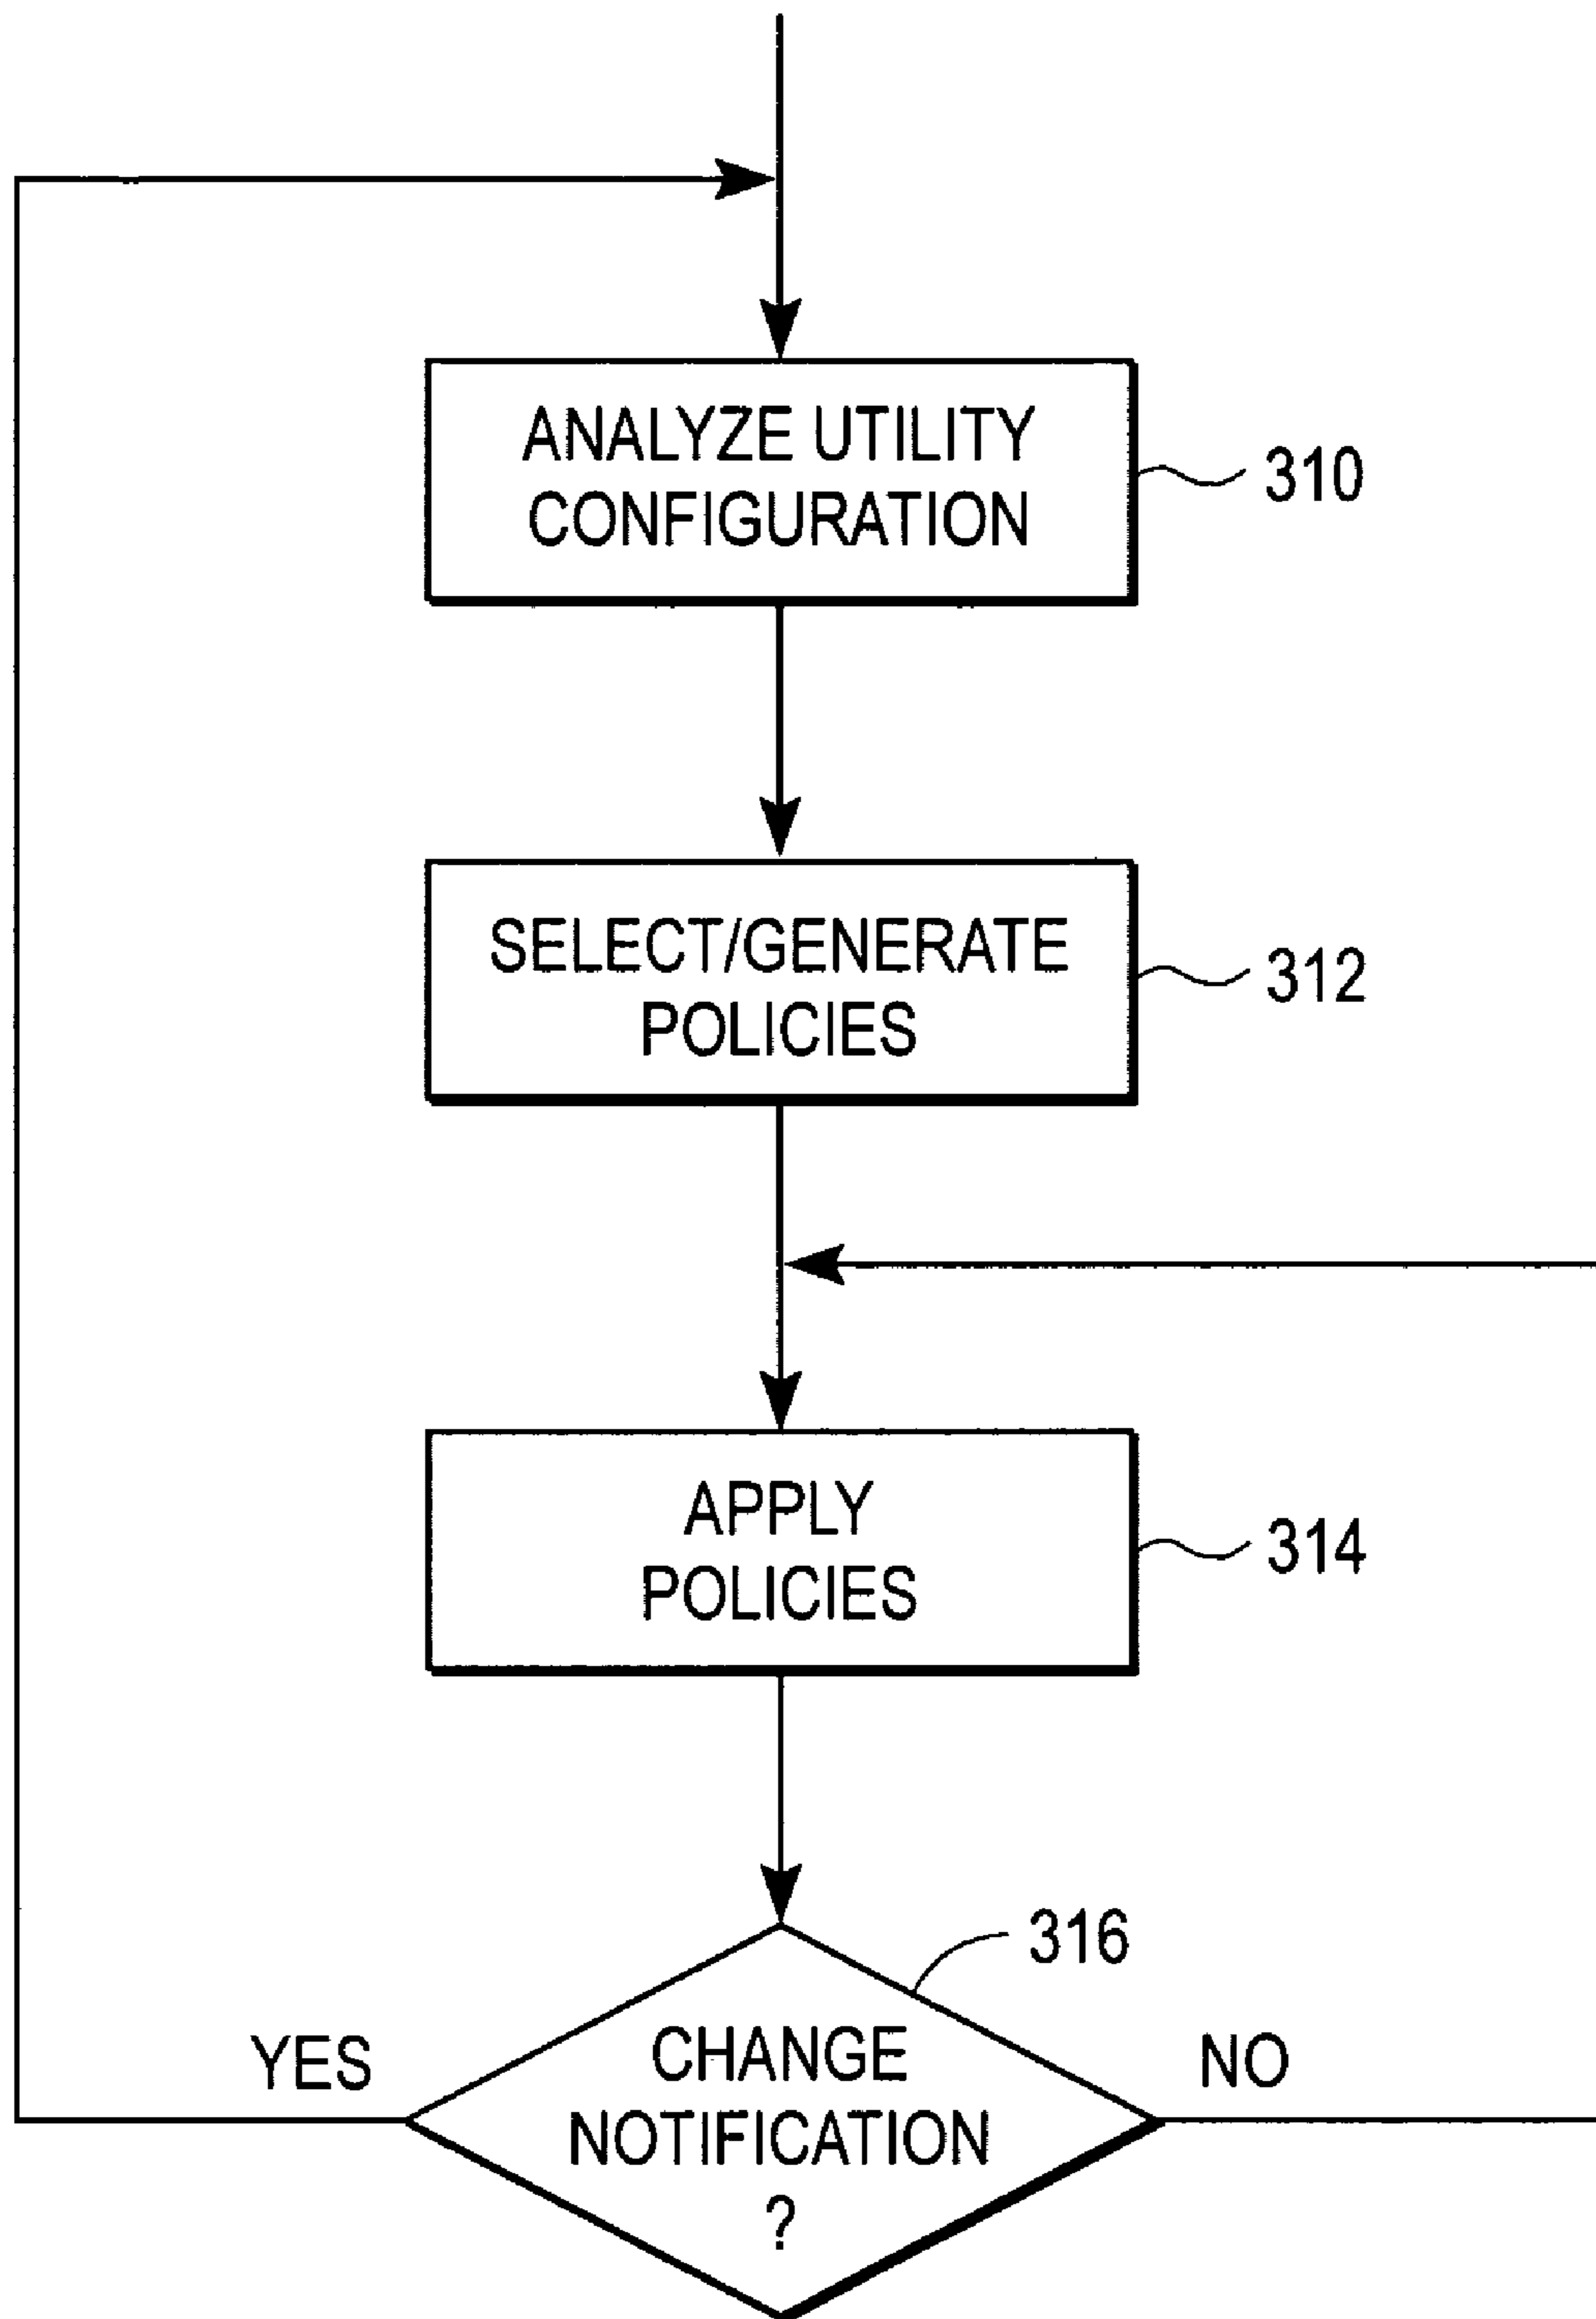 ANALYZE UTILITY
CONFIGURATION
310
SELECT/GENERATE
POLICIES
312
APPLY
POLICIES
314
316
YES
CHANGE
NOTIFICATION
?
NO